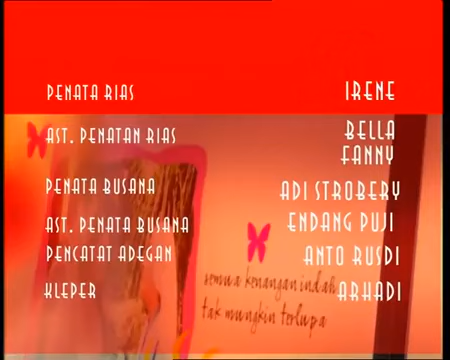 PENATA RIAS IRENE
AST. PENATAN RIAS BELLA
FANNY
PENATA BUSANA ADI STROBERY
AST. PENATA BUSANA ENDANG PUJI
PENCATAT ADEGAN ANTO RUSDI
KLEPER ARHADI
semua kenangan indah
tak mungkin terlupa